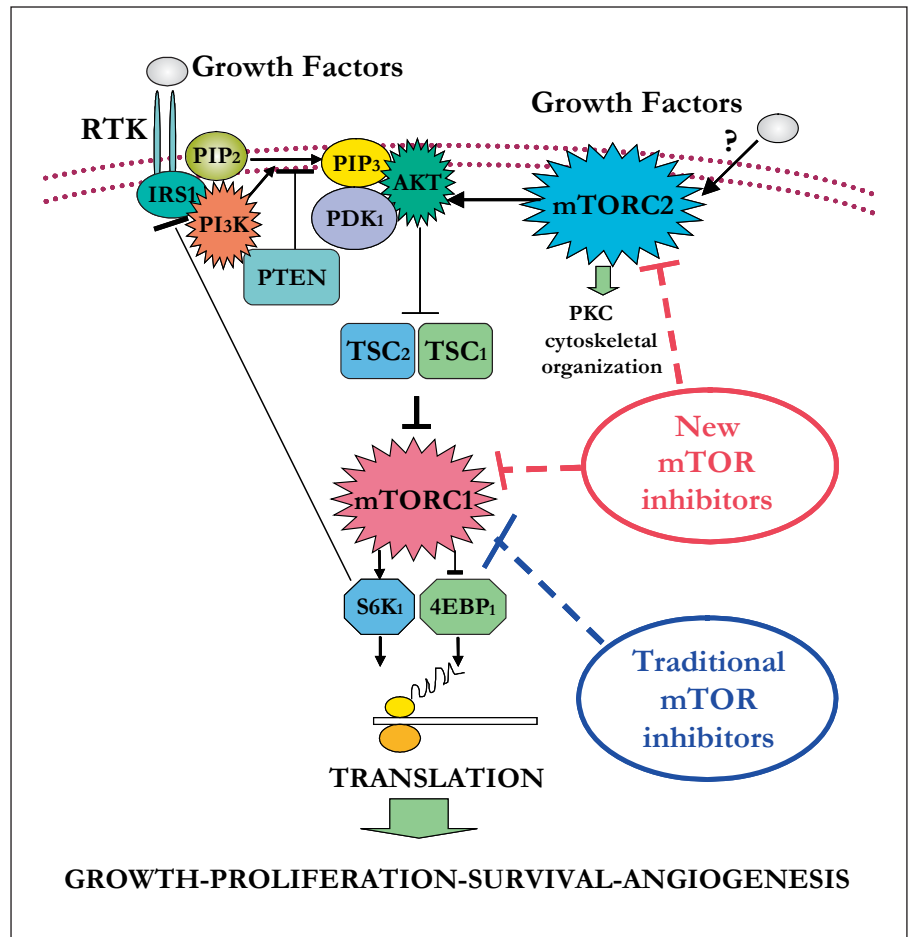 Growth Factors
Growth Factors
RTK
?
PIP2
PIP3
AKT
IRS1
PI3K
PDK1
mTORC2
PTEN
PKC
cytoskeletal
organization
TSC2
TSC1
New
mTOR
inhibitors
mTORC1
S6K1
4EBP1
Traditional
mTOR
inhibitors
TRANSLATION
GROWTH-PROLIFERATION-SURVIVAL-ANGIOGENESIS